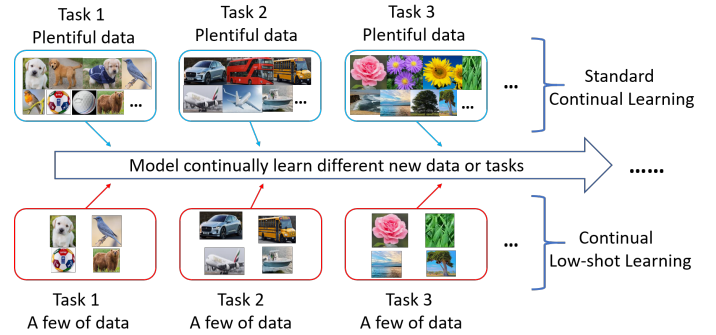 Task 1
Plentiful data
Task 2
Plentiful data
Task 3
Plentiful data
...
...
...
Standard
Continual Learning
Model continually learn different new data or tasks
......
...
Continual
Low-shot Learning
Task 1
A few of data
Task 2
A few of data
Task 3
A few of data